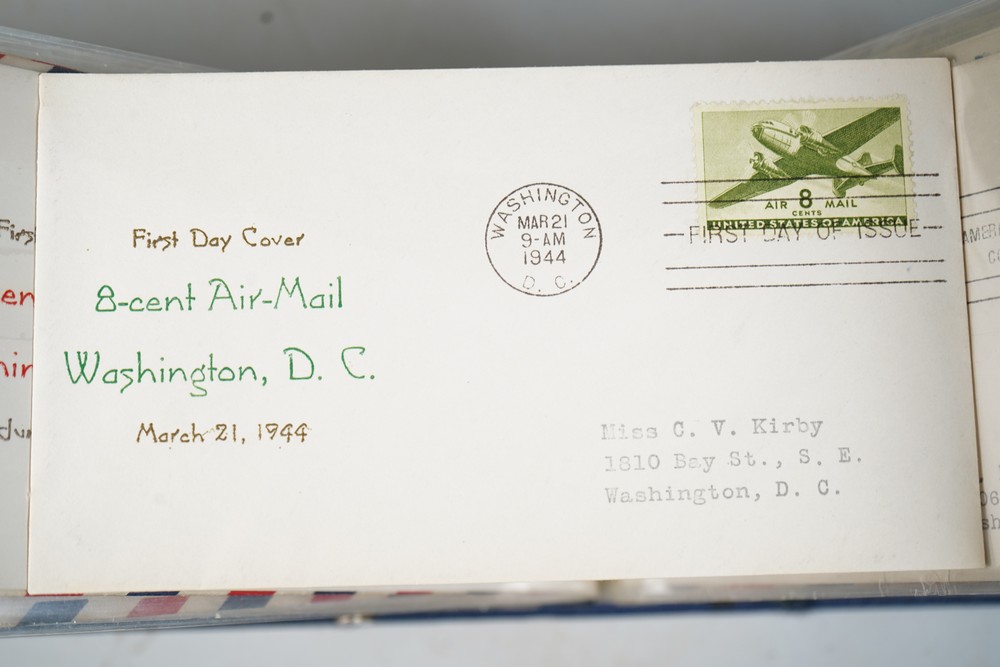 First Day Cover
8-cent Air-Mail
Washington, D. C.
March 21, 1944
WASHINGTON
MAR 21
9-AM
1944
D. C.
AIR 8 MAIL
CENTS
UNITED STATES OF AMERICA
FIRST DAY OF ISSUE
Miss C. V. Kirby
1810 Bay St., S. E.
Washington, D. C.